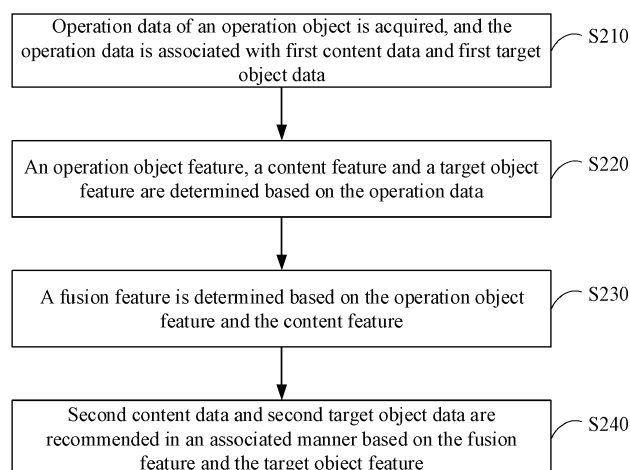 Operation data of an operation object is acquired, and the
operation data is associated with first content data and first target
object data
S210
An operation object feature, a content feature and a target object
feature are determined based on the operation data
S220
A fusion feature is determined based on the operation object
feature and the content feature
S230
Second content data and second target object data are
recommended in an associated manner based on the fusion
feature and the target object feature
S240